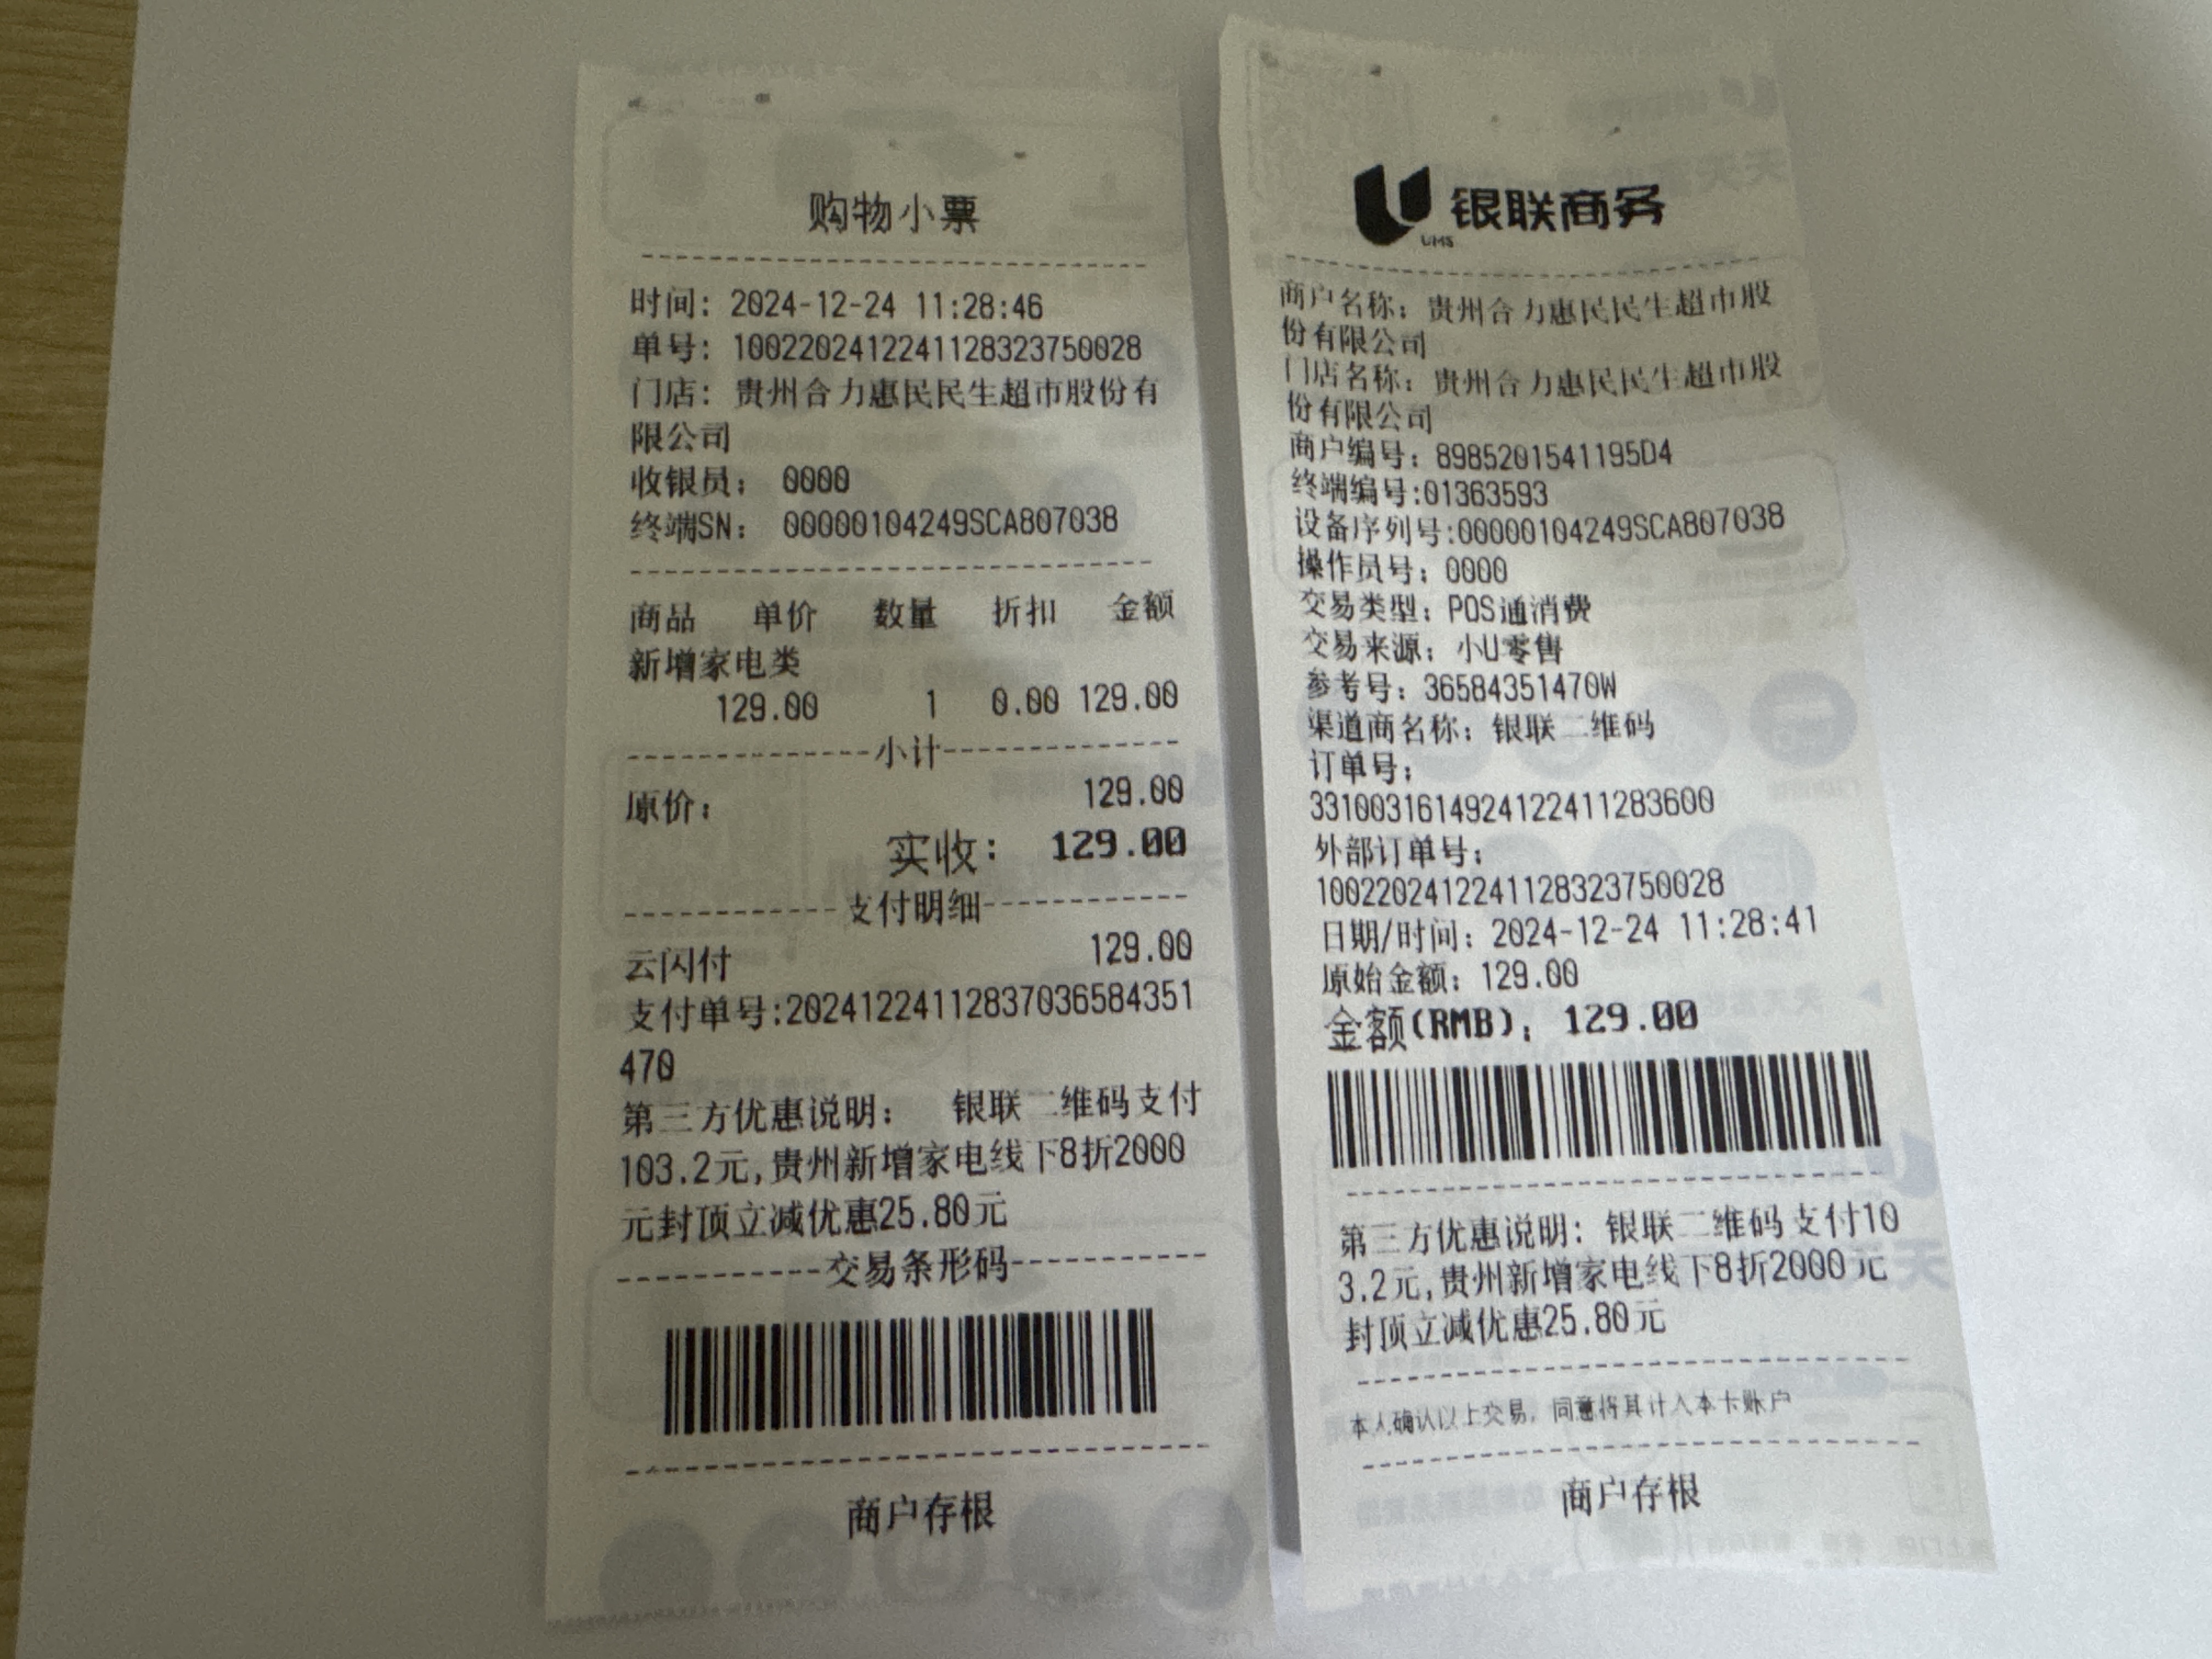 购物小票
时间: 2024-12-24 11:28:46
单号: 10022024122411283237500​28
门店: 贵州合力惠民民生超市股份有
限公司
收银员: 0000
终端SN: 00000104249SCA807038
商品 单价 数量 折扣 金额
新增家电类
129.00 1 0.00 129.00
小计
原价: 129.00
实收: 129.00
支付明细
云闪付 129.00
支付单号:20241224112837036584351
470
第三方优惠说明: 银联二维码支付
103.2元,贵州新增家电线下8折2000
元封顶立减优惠25.80元
交易条形码
商户存根
银联商务
UMS
商户名称: 贵州合力惠民民生超市股
份有限公司
门店名称: 贵州合力惠民民生超市股
份有限公司
商户编号: 8985201541195D4
终端编号:01363593
设备序列号:00000104249SCA807038
操作员号: 0000
交易类型: POS通消费
交易来源: 小U零售
参考号: 36584351470W
渠道商名称: 银联二维码
订单号:
33100316149241224112836​00
外部订单号:
1002202412241128323750028
日期/时间: 2024-12-24 11:28:41
原始金额: 129.00
金额(RMB): 129.00
第三方优惠说明: 银联二维码支付10
3.2元,贵州新增家电线下8折2000元
封顶立减优惠25.80元
本人确认以上交易, 同意将其计入本卡账户
商户存根